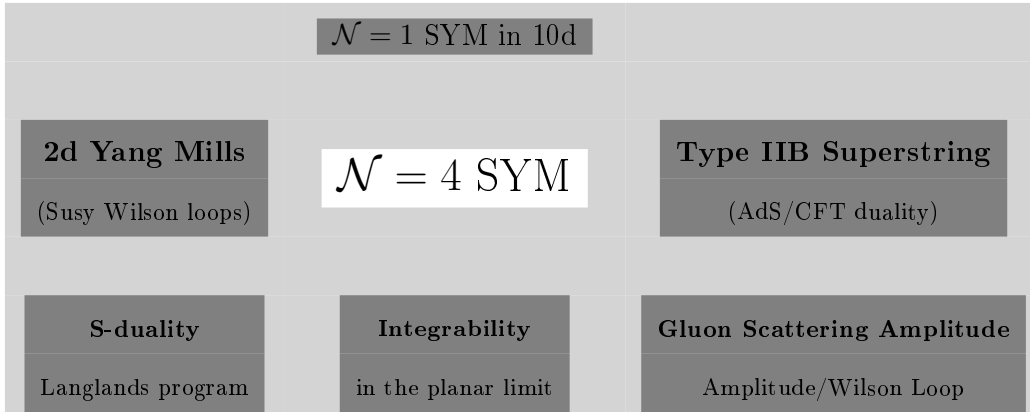 𝒩 = 1 SYM in 10d
2d Yang Mills
(Susy Wilson loops)
𝒩 = 4 SYM
Type IIB Superstring
(AdS/CFT duality)
S-duality
Langlands program
Integrability
in the planar limit
Gluon Scattering Amplitude
Amplitude/Wilson Loop